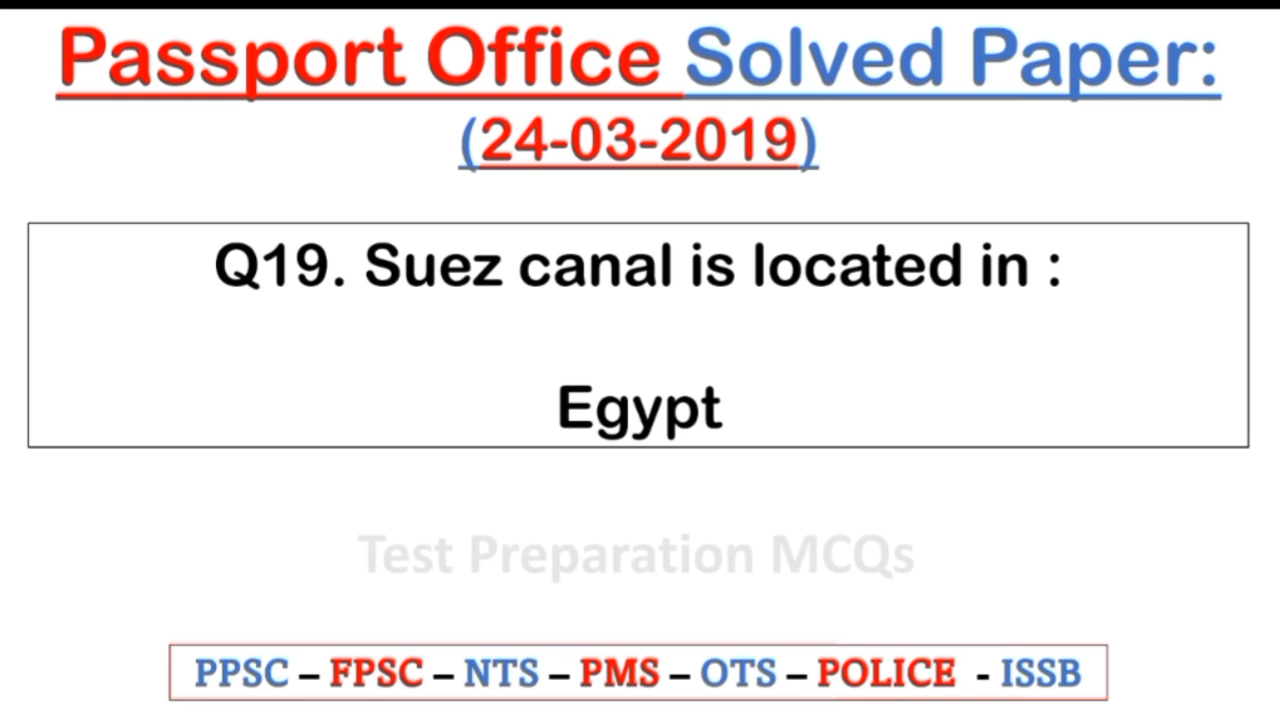 Passport Office Solved Paper:
(24-03-2019)
Q19. Suez canal is located in :
Egypt
Test Preparation MCQs
PPSC – FPSC – NTS – PMS – OTS – POLICE - ISSB